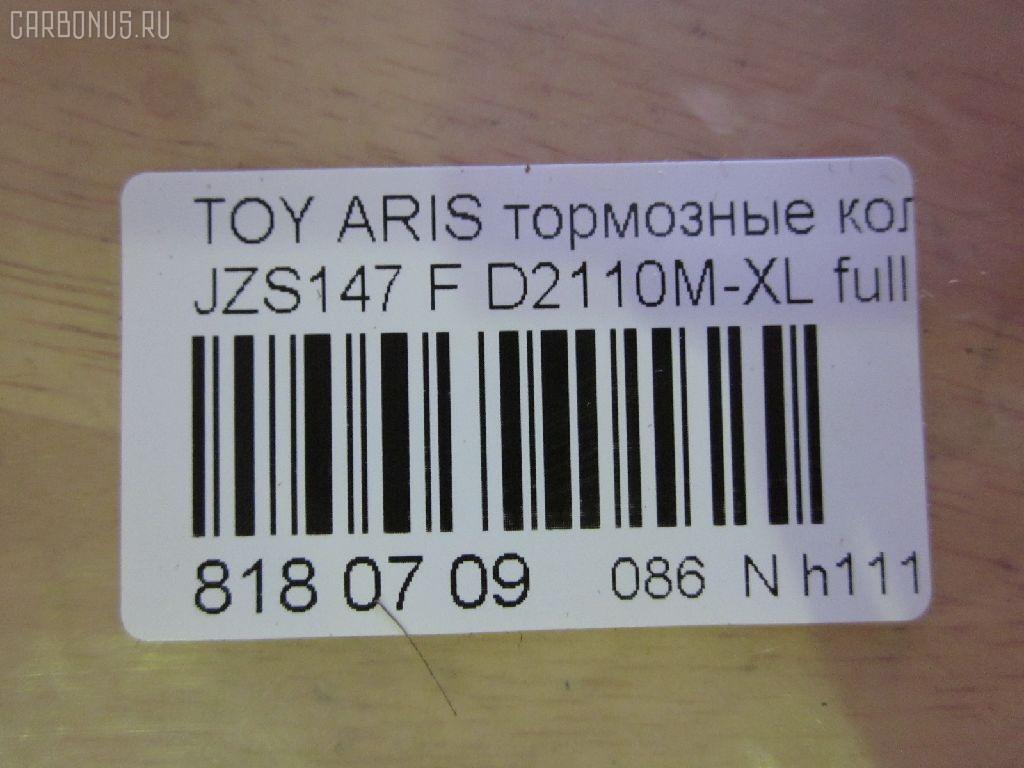 CARBONUS.RU
TOY ARIS тормозные кол
JZS147 F D2110M-XL full
818 07 09 086 N h111